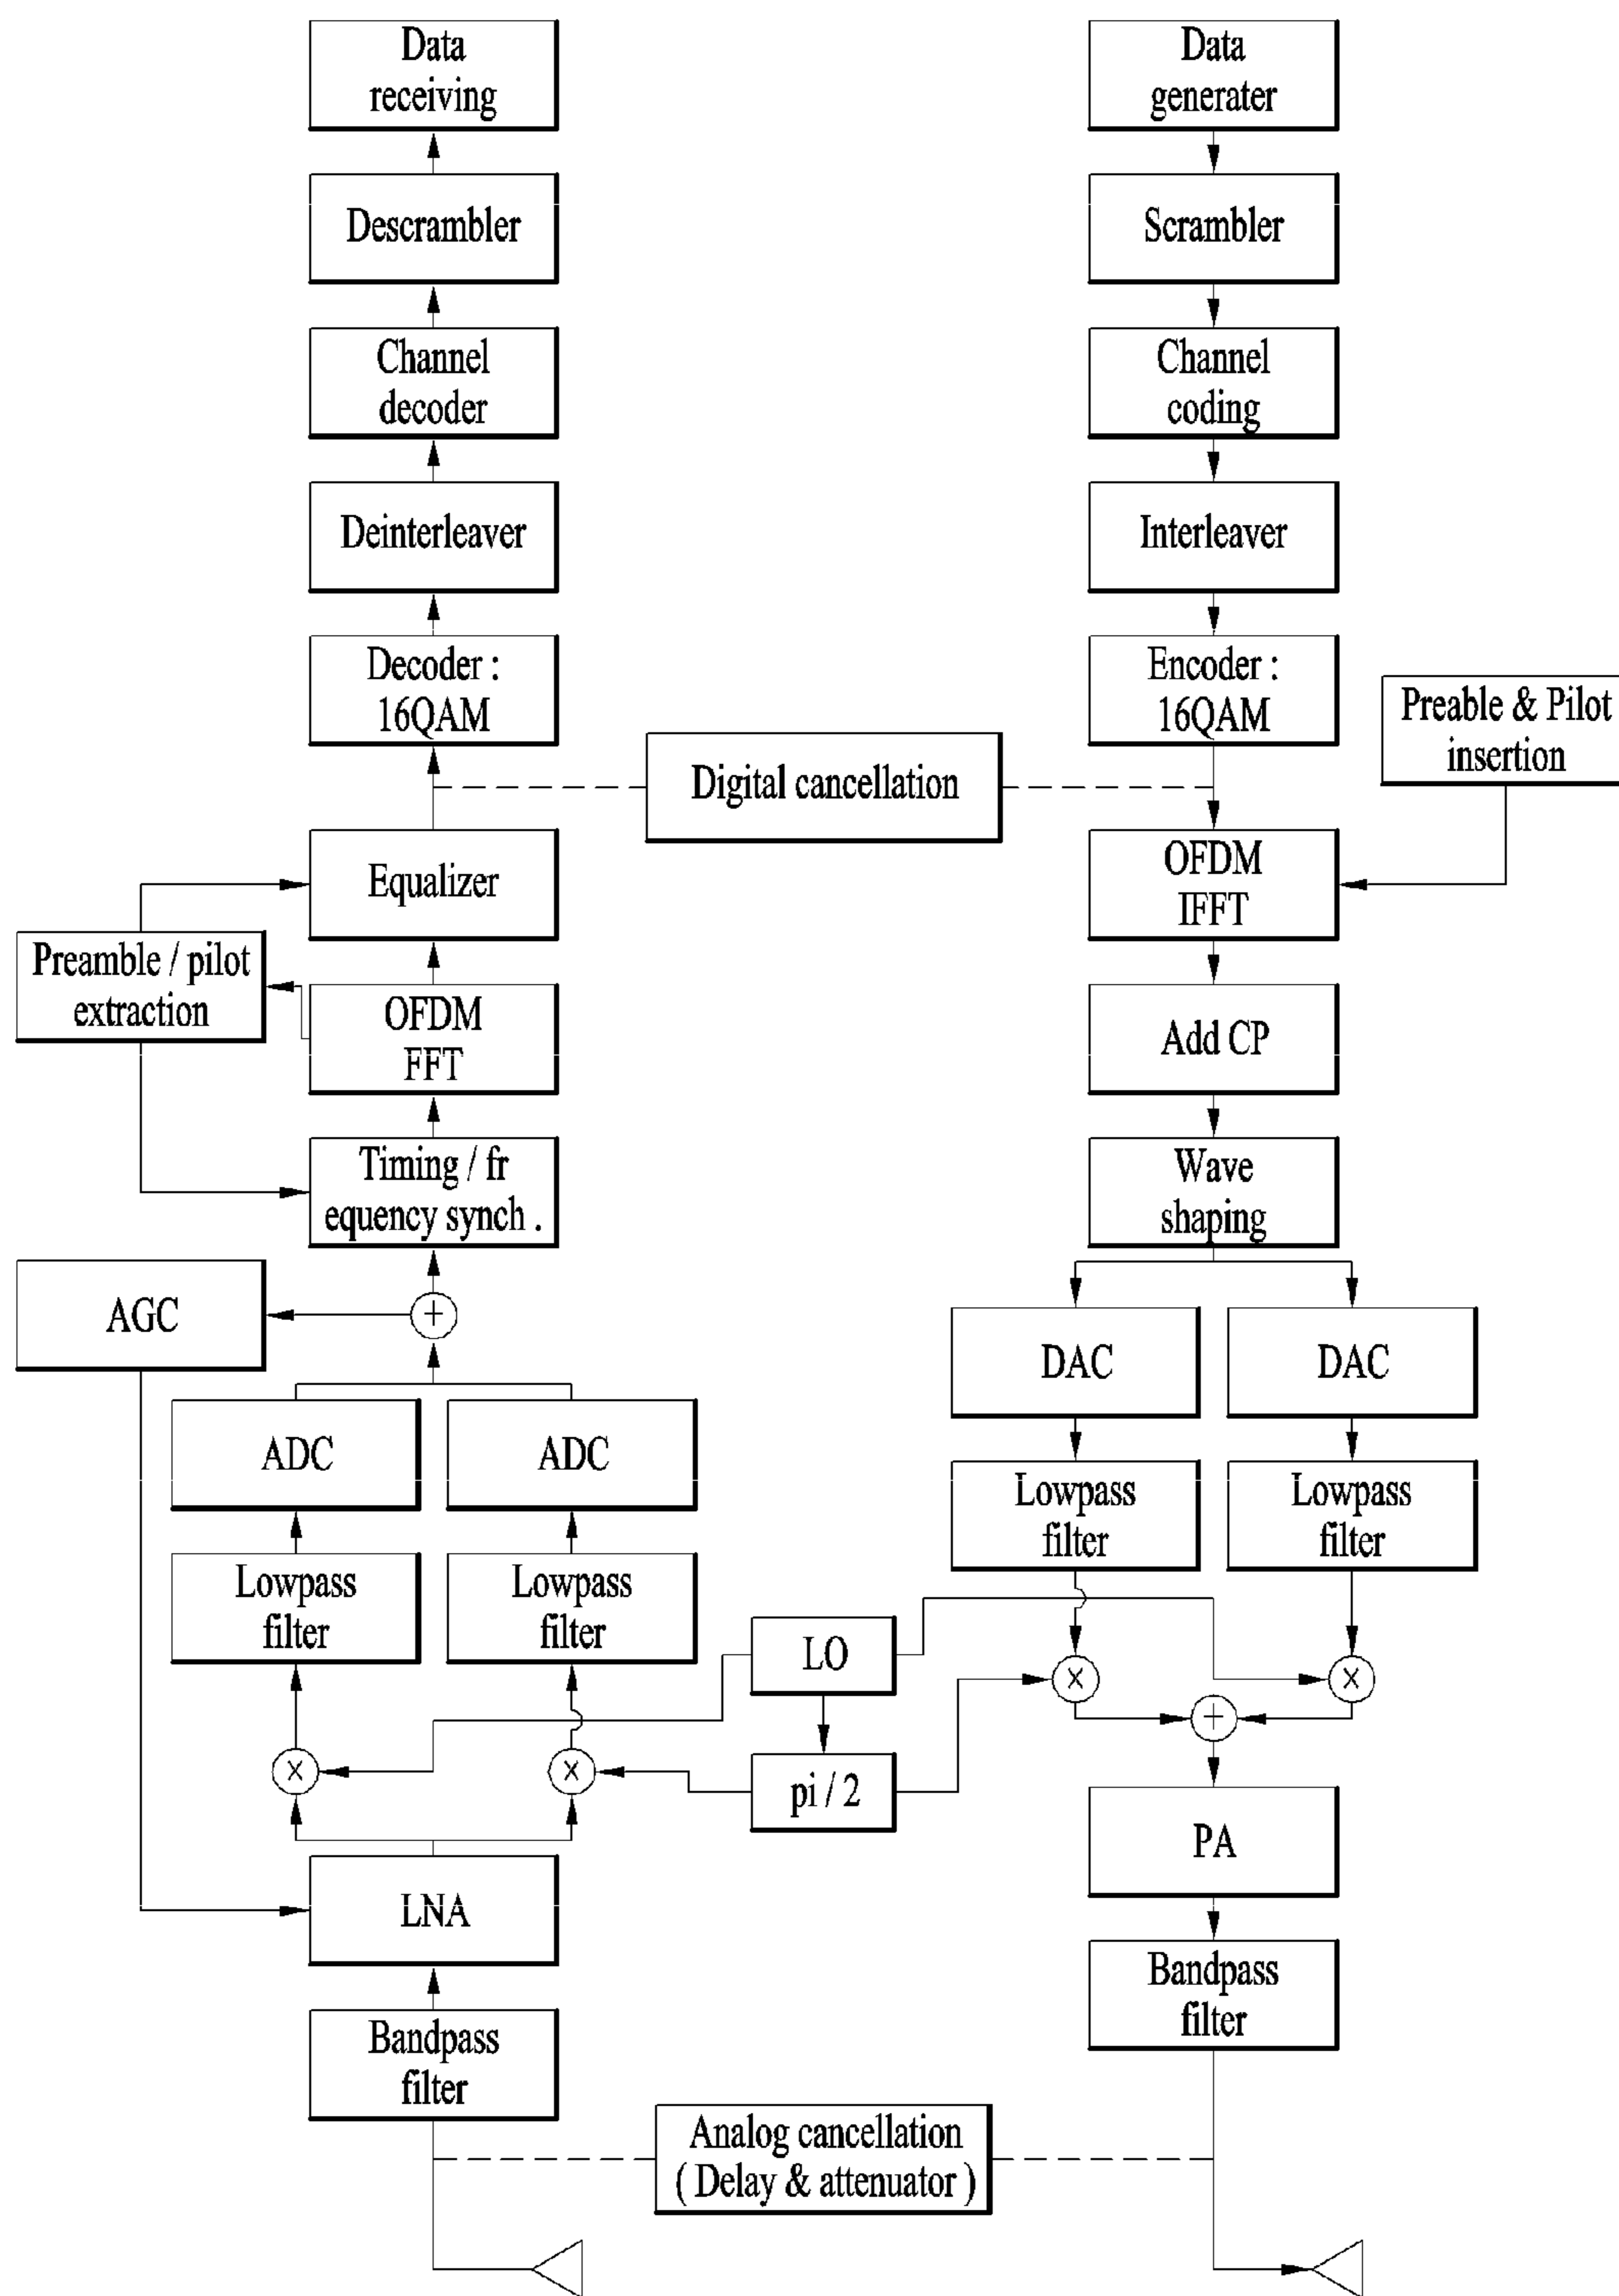 Data
receiving
Data
generater
Descrambler
Scrambler
Channel
decoder
Channel
coding
Deinterleaver
Interleaver
Decoder :
16QAM
Encoder :
16QAM
Preable & Pilot
insertion
Digital cancellation
Equalizer
OFDM
IFFT
Preamble / pilot
extraction
OFDM
FFT
Add CP
Timing / fr
equency synch .
Wave
shaping
AGC
+
DAC
DAC
ADC
ADC
Lowpass
filter
Lowpass
filter
Lowpass
filter
Lowpass
filter
LO
X
X
+
X
X
pi / 2
PA
LNA
Bandpass
filter
Bandpass
filter
Analog cancellation
( Delay & attenuator )